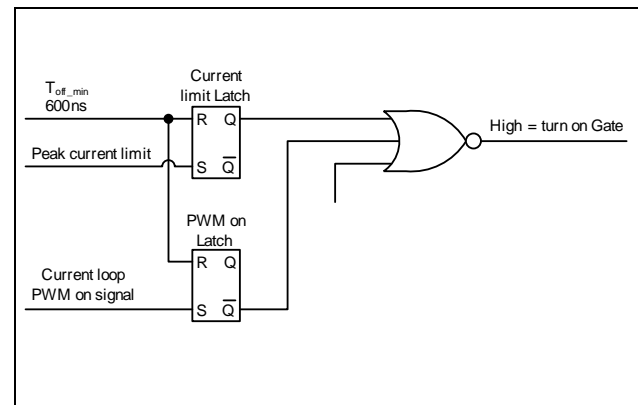 T_off_min
600ns
Current
limit Latch
R Q
S Q̅
Peak current limit
High = turn on Gate
PWM on
Latch
R Q
S Q̅
Current loop
PWM on signal